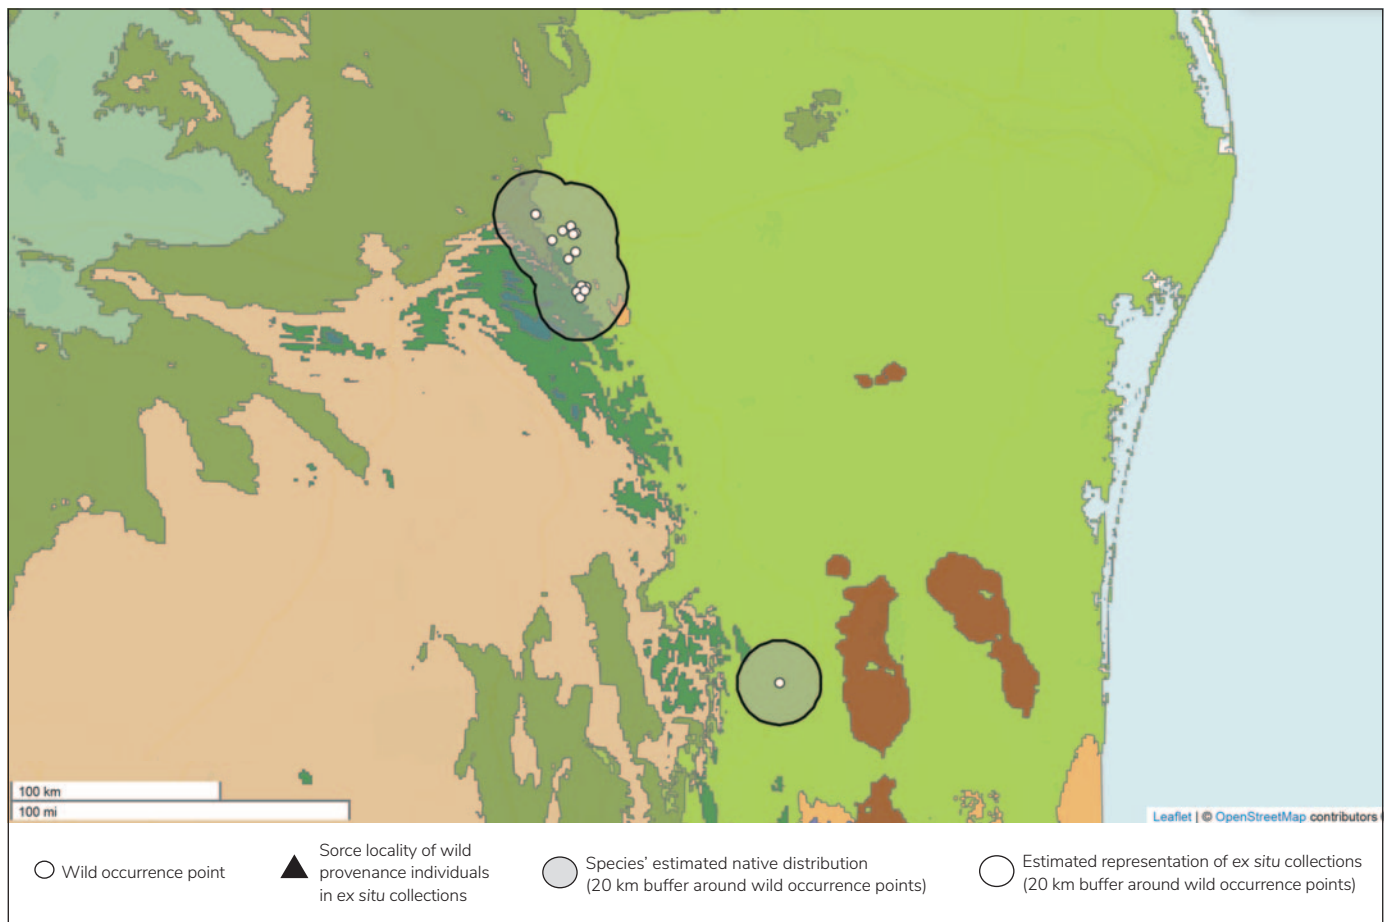 100 km
100 mi
Leaflet | © OpenStreetMap contributors
Wild occurrence point
Sorce locality of wild
provenance individuals
in ex situ collections
Species' estimated native distribution
(20 km buffer around wild occurrence points)
Estimated representation of ex situ collections
(20 km buffer around wild occurrence points)